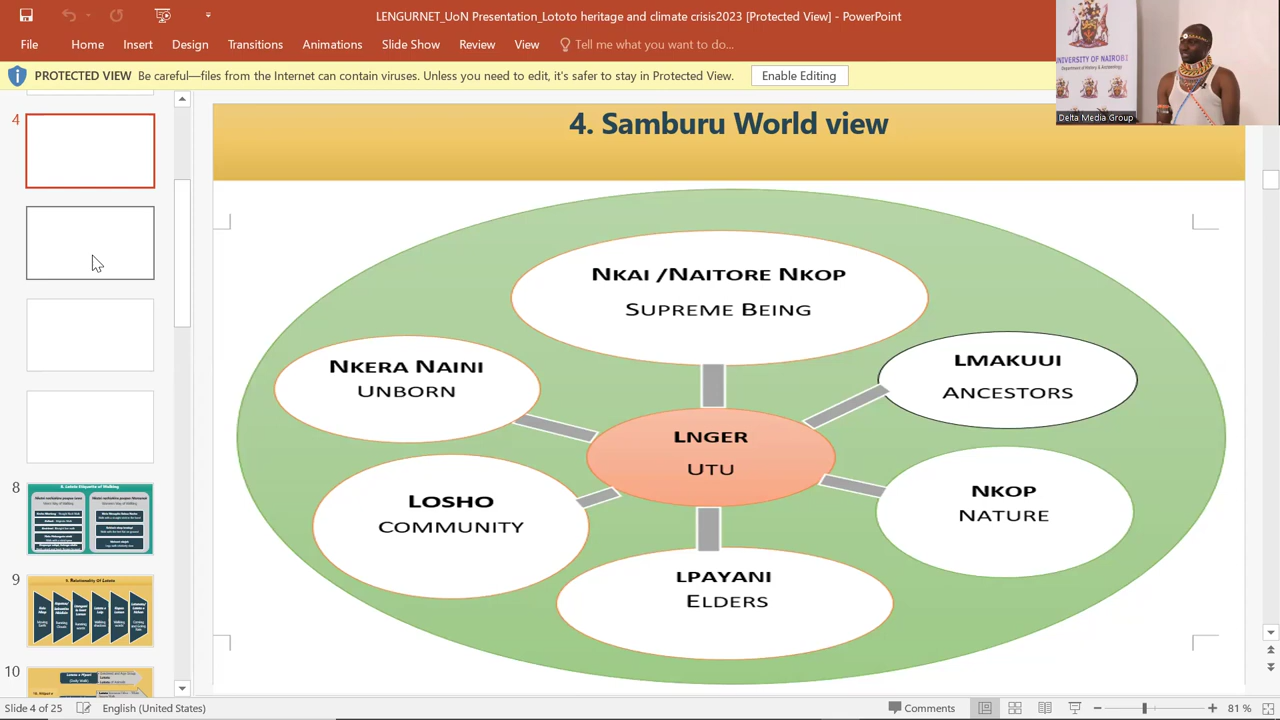 LENGURNET_UoN Presentation_Lototo heritage and climate crisis2023 [Protected View] - PowerPoint
File Home Insert Design Transitions Animations Slide Show Review View Tell me what you want to do...
PROTECTED VIEW Be careful—files from the Internet can contain viruses. Unless you need to edit, it's safer to stay in Protected View. Enable Editing
UNIVERSITY OF NAIROBI
Delta Media Group
4
8
9
10
4. Samburu World view
NKAI /NAITORE NKOP
SUPREME BEING
NKERA NAINI
UNBORN
LMAKUUI
ANCESTORS
LNGER
UTU
LOSHO
COMMUNITY
NKOP
NATURE
LPAYANI
ELDERS
Slide 4 of 25 English (United States) Comments 81 %